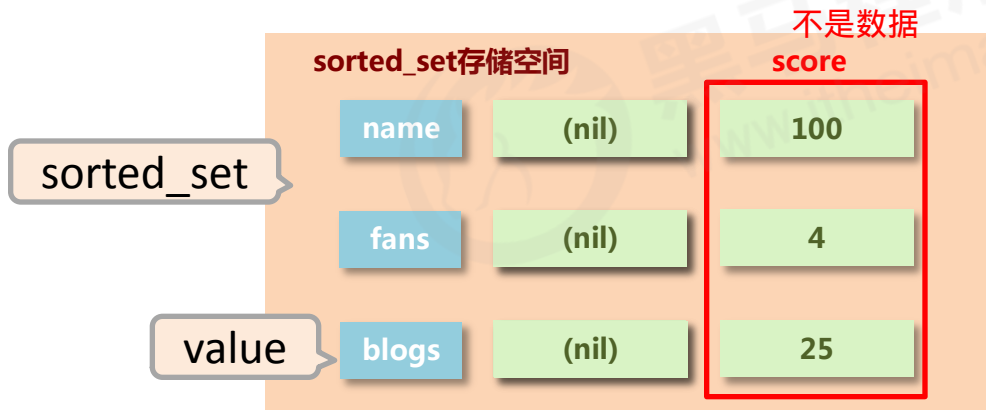 不是数据
sorted_set存储空间 score
name (nil) 100
sorted_set
fans (nil) 4
value
blogs (nil) 25